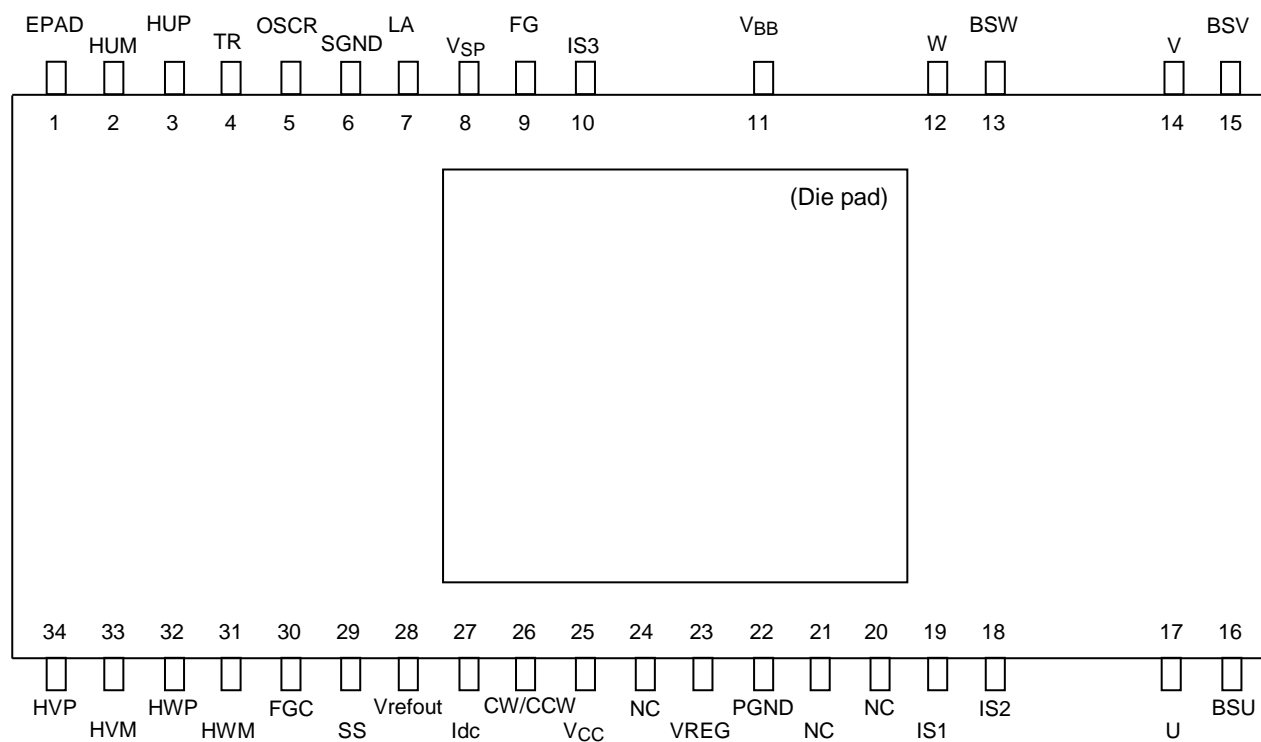 EPAD HUM HUP TR OSCR SGND LA VSP FG IS3 VBB W BSW V BSV
1 2 3 4 5 6 7 8 9 10 11 12 13 14 15
(Die pad)
34 33 32 31 30 29 28 27 26 25 24 23 22 21 20 19 18 17 16
HVP HVM HWP HWM FGC SS Vrefout Idc CW/CCW VCC NC VREG PGND NC NC IS1 IS2 U BSU